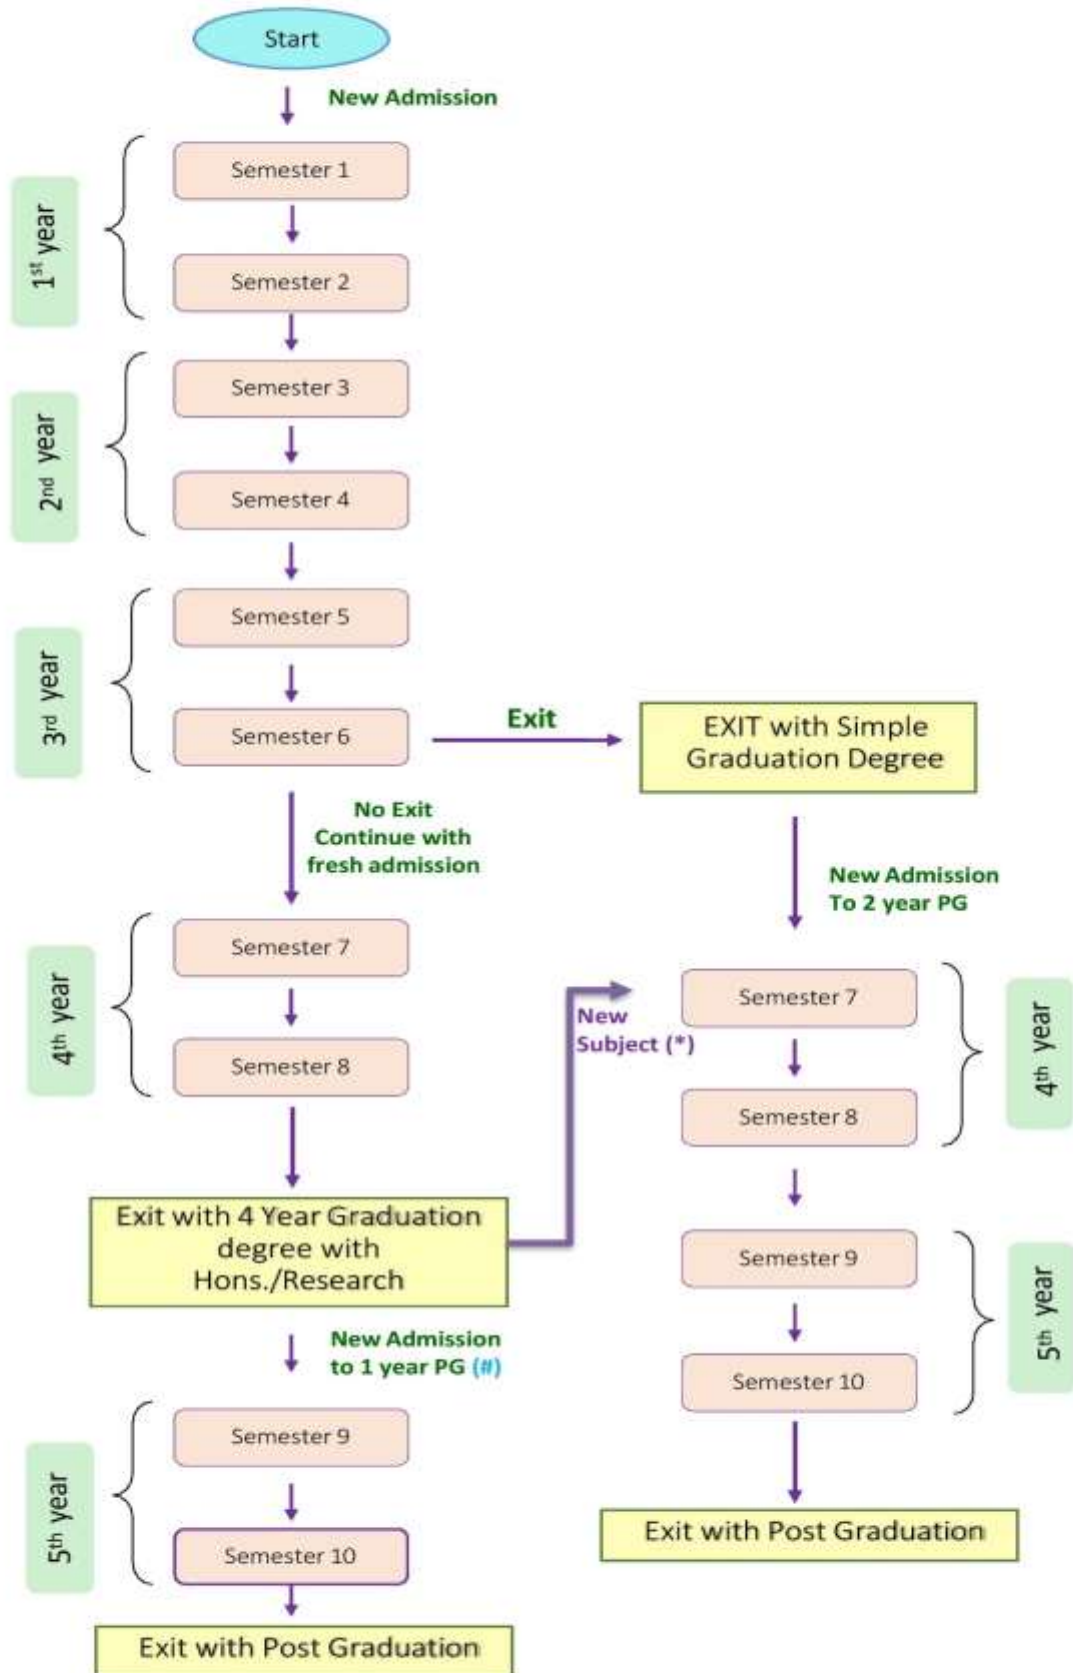 Start
New Admission
1st year
Semester 1
Semester 2
2nd year
Semester 3
Semester 4
3rd year
Semester 5
Semester 6
Exit
EXIT with Simple
Graduation Degree
No Exit
Continue with
fresh admission
New Admission
To 2 year PG
4th year
Semester 7
Semester 8
New
Subject (*)
Semester 7
Semester 8
4th year
Exit with 4 Year Graduation
degree with
Hons./Research
Semester 9
Semester 10
5th year
New Admission
to 1 year PG (#)
5th year
Semester 9
Semester 10
Exit with Post Graduation
Exit with Post Graduation